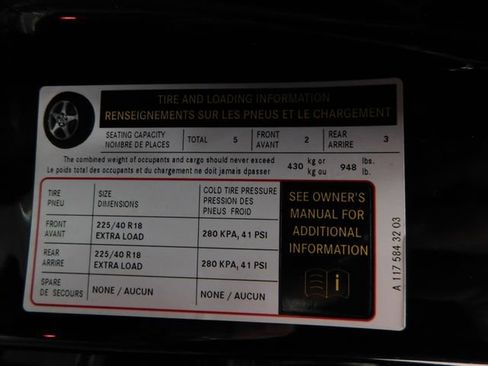 TIRE AND LOADING INFORMATION
RENSEIGNEMENTS SUR LES PNEUS ET LE CHARGEMENT
SEATING CAPACITY
NOMBRE DE PLACES
TOTAL 5
FRONT
AVANT
2
REAR
ARRIERE
3
The combined weight of occupants and cargo should never exceed
Le poids total des occupants et du chargement ne doit jamais dpasser
430 kg or
kg ou
948 lbs.
lb.
TIRE
PNEU
SIZE
DIMENSIONS
COLD TIRE PRESSURE
PRESSION DES
PNEUS FROID
FRONT
AVANT
225/40 R18
EXTRA LOAD
280 KPA, 41 PSI
REAR
ARRIERE
225/40 R18
EXTRA LOAD
280 KPA, 41 PSI
SPARE
DE SECOURS
NONE / AUCUN
NONE / AUCUN
SEE OWNER'S
MANUAL FOR
ADDITIONAL
INFORMATION
i
A 117 584 32 03